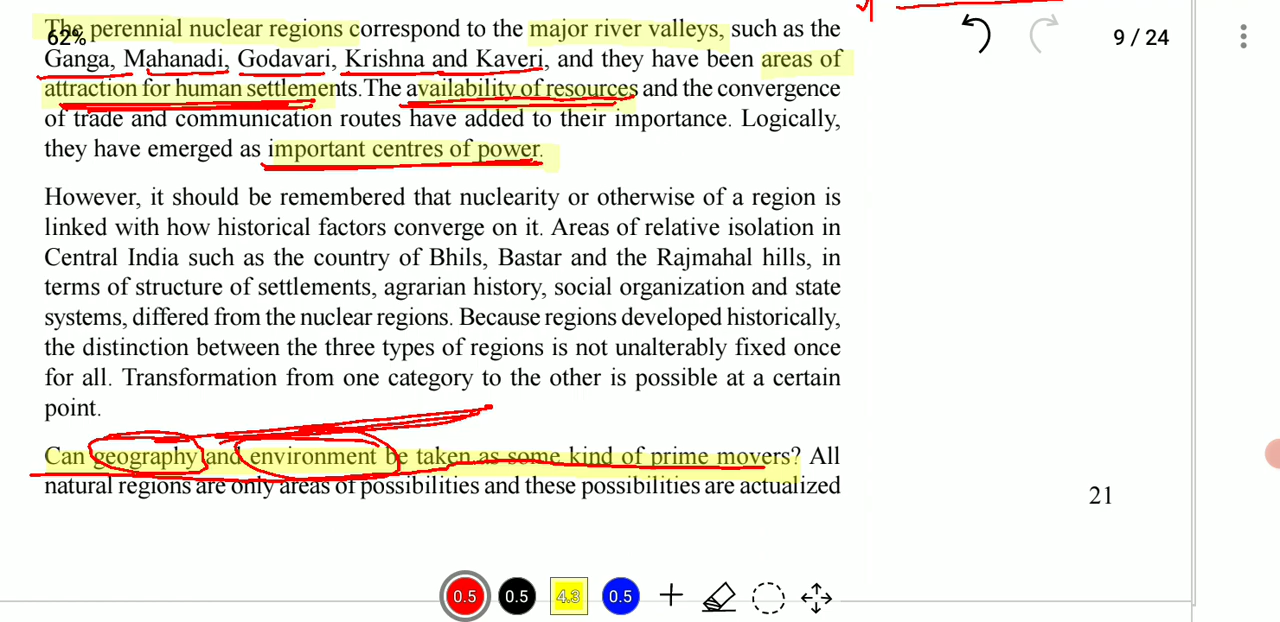 The perennial nuclear regions correspond to the major river valleys, such as the
62%
9 / 24
Ganga, Mahanadi, Godavari, Krishna and Kaveri, and they have been areas of
attraction for human settlements.The availability of resources and the convergence
of trade and communication routes have added to their importance. Logically,
they have emerged as important centres of power.
However, it should be remembered that nuclearity or otherwise of a region is
linked with how historical factors converge on it. Areas of relative isolation in
Central India such as the country of Bhils, Bastar and the Rajmahal hills, in
terms of structure of settlements, agrarian history, social organization and state
systems, differed from the nuclear regions. Because regions developed historically,
the distinction between the three types of regions is not unalterably fixed once
for all. Transformation from one category to the other is possible at a certain
point.
Can geography and environment be taken as some kind of prime movers? All
natural regions are only areas of possibilities and these possibilities are actualized
21
0.5 0.5 4.3 0.5